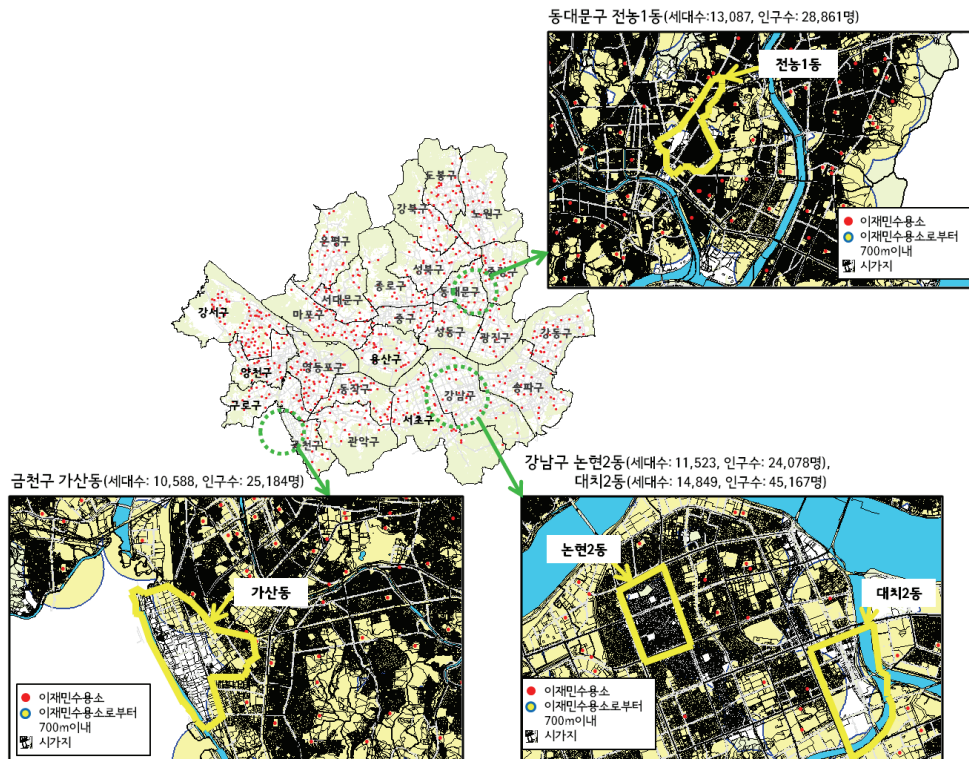 동대문구 전농1동(세대수:13,087, 인구수: 28,861명)
전농1동
이재민수용소
이재민수용소로부터
700m이내
시가지
도봉구
강북구
노원구
은평구
성북구
중랑구
종로구
동대문구
서대문구
강서구
마포구
중구
성동구
광진구
강동구
용산구
양천구
영등포구
동작구
강남구
송파구
구로구
서초구
금천구
관악구
강남구 논현2동(세대수: 11,523, 인구수: 24,078명),
대치2동(세대수: 14,849, 인구수: 45,167명)
금천구 가산동(세대수: 10,588, 인구수: 25,184명)
가산동
이재민수용소
이재민수용소로부터
700m이내
시가지
논현2동
대치2동
이재민수용소
이재민수용소로부터
700m이내
시가지